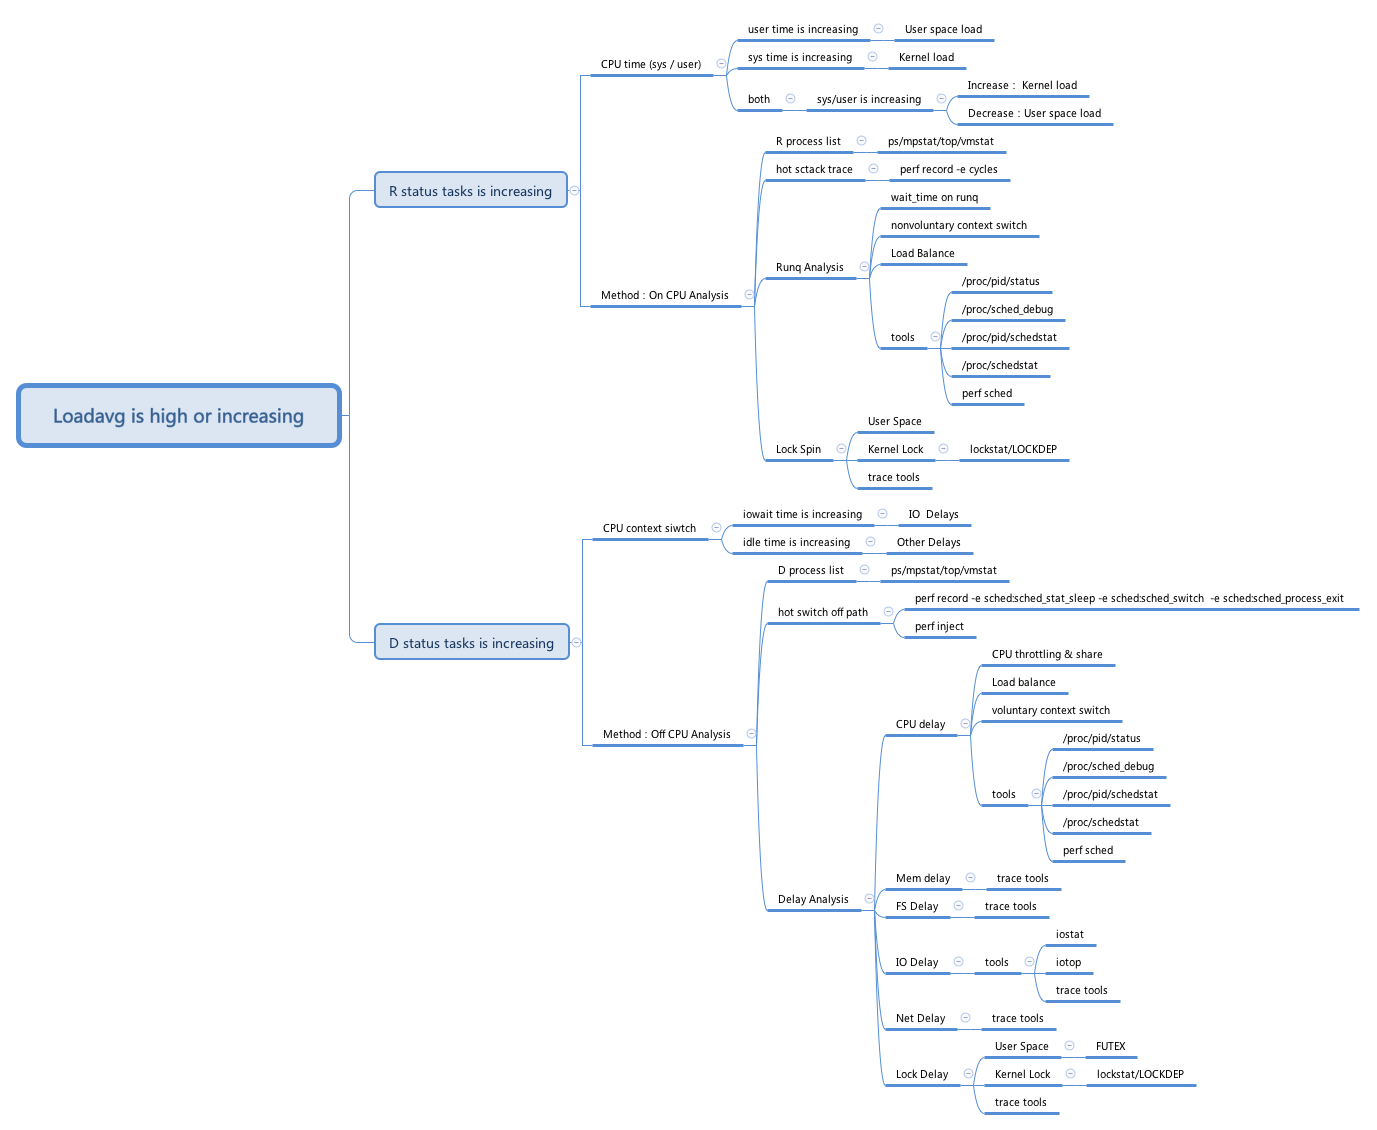 Loadavg is high or increasing
R status tasks is increasing
CPU time (sys / user)
user time is increasing
User space load
sys time is increasing
Kernel load
both
sys/user is increasing
Increase :  Kernel load
Decrease : User space load
Method : On CPU Analysis
R process list
ps/mpstat/top/vmstat
hot sctack trace
perf record -e cycles
Runq Analysis
wait_time on runq
nonvoluntary context switch
Load Balance
tools
/proc/pid/status
/proc/sched_debug
/proc/pid/schedstat
/proc/schedstat
perf sched
Lock Spin
User Space
Kernel Lock
lockstat/LOCKDEP
trace tools
D status tasks is increasing
CPU context siwtch
iowait time is increasing
IO  Delays
idle time is increasing
Other Delays
Method : Off CPU Analysis
D process list
ps/mpstat/top/vmstat
hot switch off path
perf record -e sched:sched_stat_sleep -e sched:sched_switch  -e sched:sched_process_exit
perf inject
Delay Analysis
CPU delay
CPU throttling & share
Load balance
voluntary context switch
tools
/proc/pid/status
/proc/sched_debug
/proc/pid/schedstat
/proc/schedstat
perf sched
Mem delay
trace tools
FS Delay
trace tools
IO Delay
tools
iostat
iotop
trace tools
Net Delay
trace tools
Lock Delay
User Space
FUTEX
Kernel Lock
lockstat/LOCKDEP
trace tools